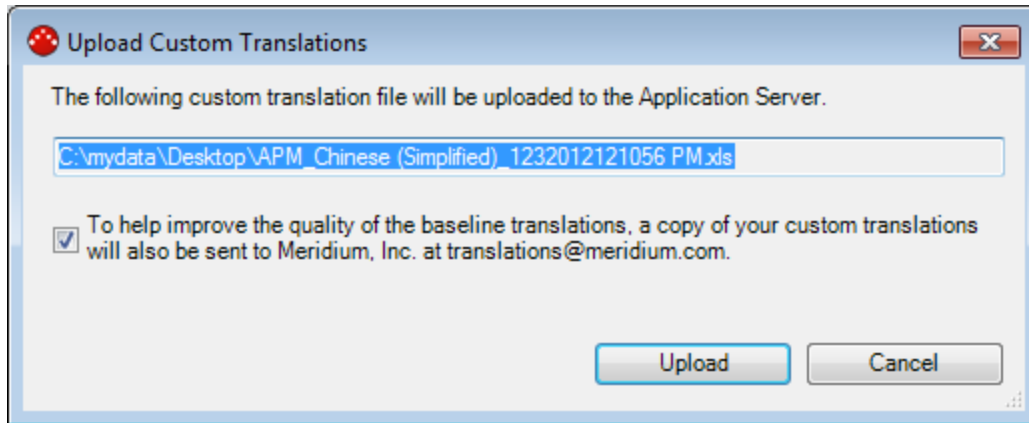 Upload Custom Translations
The following custom translation file will be uploaded to the Application Server.
C:\mydata\Desktop\APM_Chinese (Simplified)_1232012121056 PM.xls
To help improve the quality of the baseline translations, a copy of your custom translations
will also be sent to Meridium, Inc. at translations@meridium.com.
Upload
Cancel